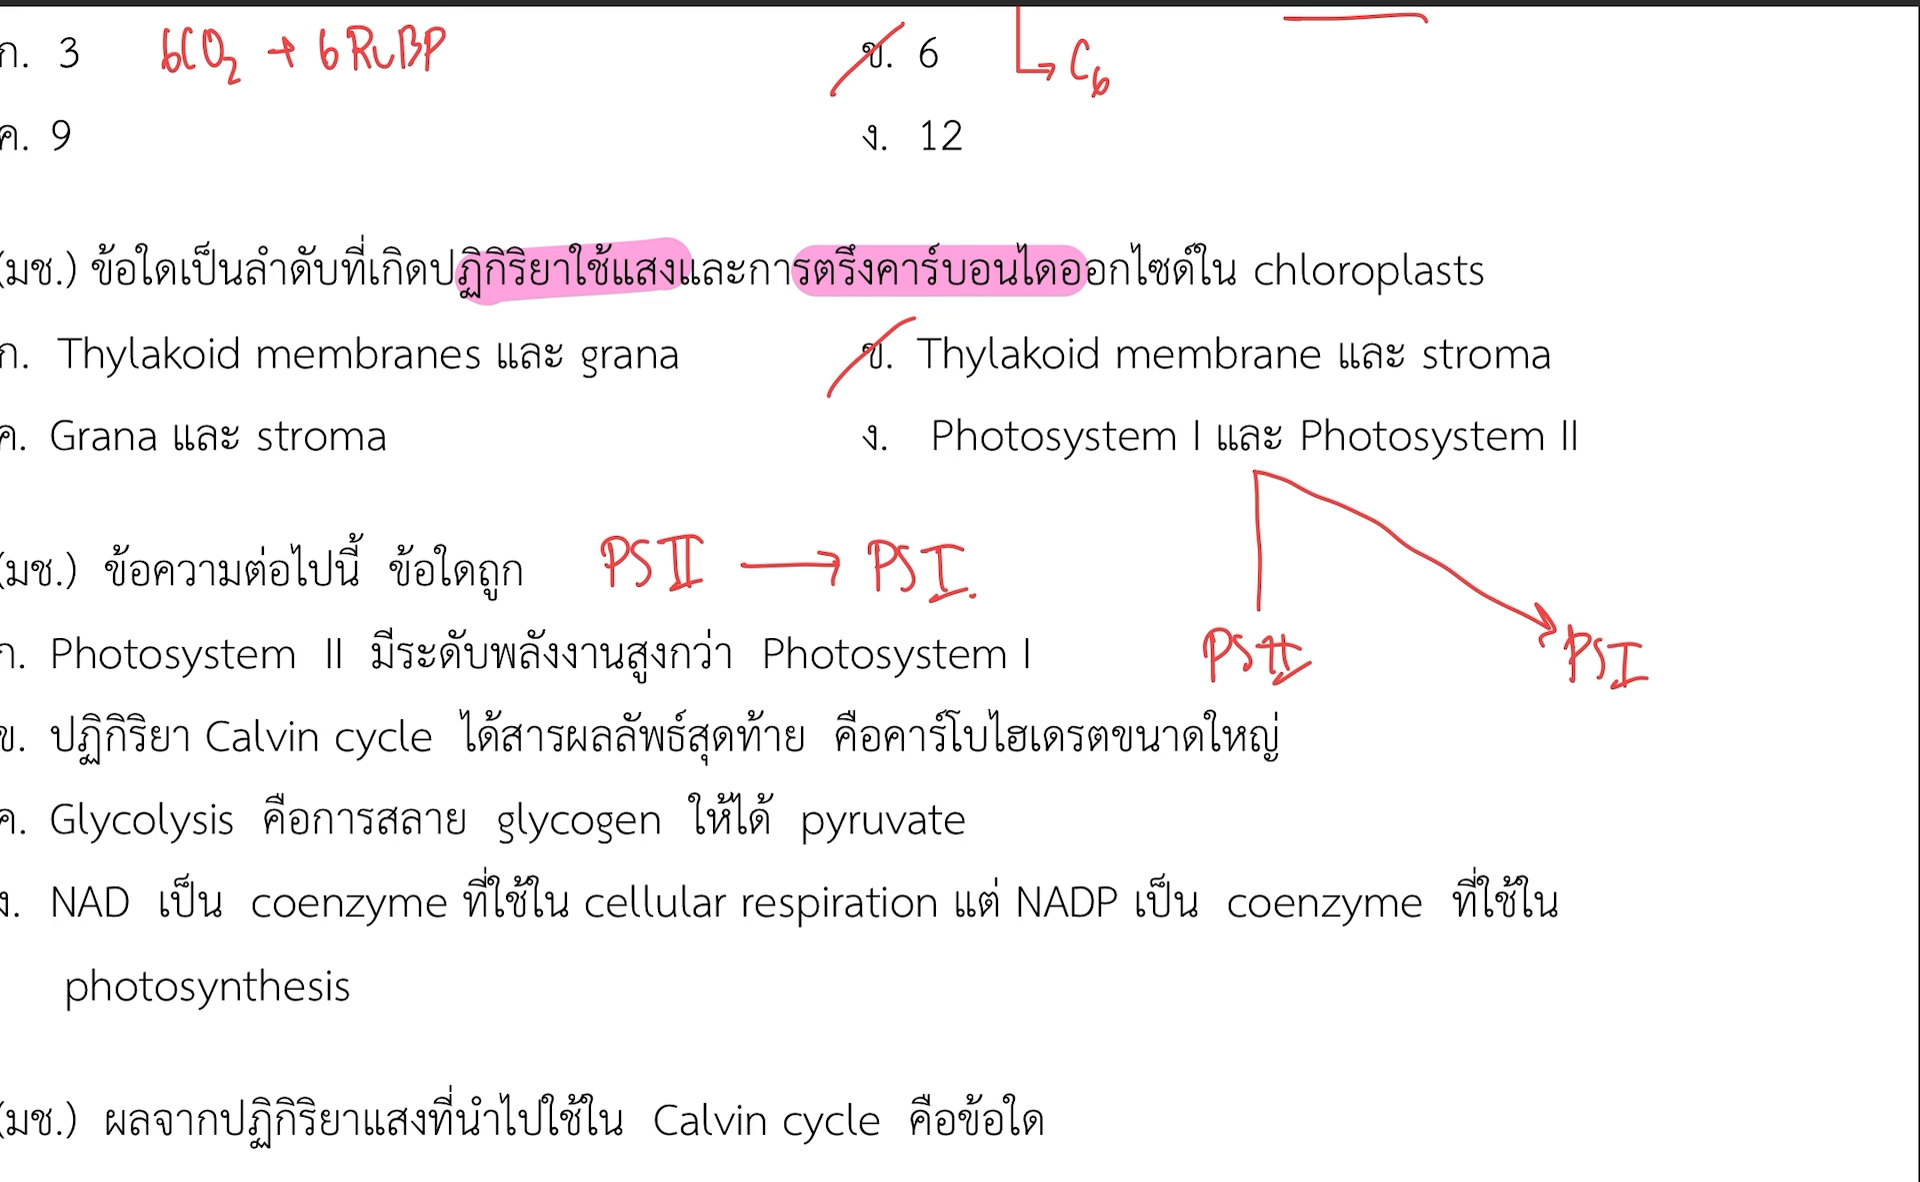 ก. 3 6CO2 + 6 RuBP ข. 6 C6
ค. 9 ง. 12
(มช.) ข้อใดเป็นลำดับที่เกิดปฏิกิริยาใช้แสงและการตรึงคาร์บอนไดออกไซด์ใน chloroplasts
ก. Thylakoid membranes และ grana ข. Thylakoid membrane และ stroma
ค. Grana และ stroma ง. Photosystem I และ Photosystem II
(มช.) ข้อความต่อไปนี้ ข้อใดถูก PSII → PSI.
PSII PSI
ก. Photosystem II มีระดับพลังงานสูงกว่า Photosystem I
ข. ปฏิกิริยา Calvin cycle ได้สารผลลัพธ์สุดท้าย คือคาร์โบไฮเดรตขนาดใหญ่
ค. Glycolysis คือการสลาย glycogen ให้ได้ pyruvate
ง. NAD เป็น coenzyme ที่ใช้ใน cellular respiration แต่ NADP เป็น coenzyme ที่ใช้ใน
photosynthesis
(มช.) ผลจากปฏิกิริยาแสงที่นำไปใช้ใน Calvin cycle คือข้อใด